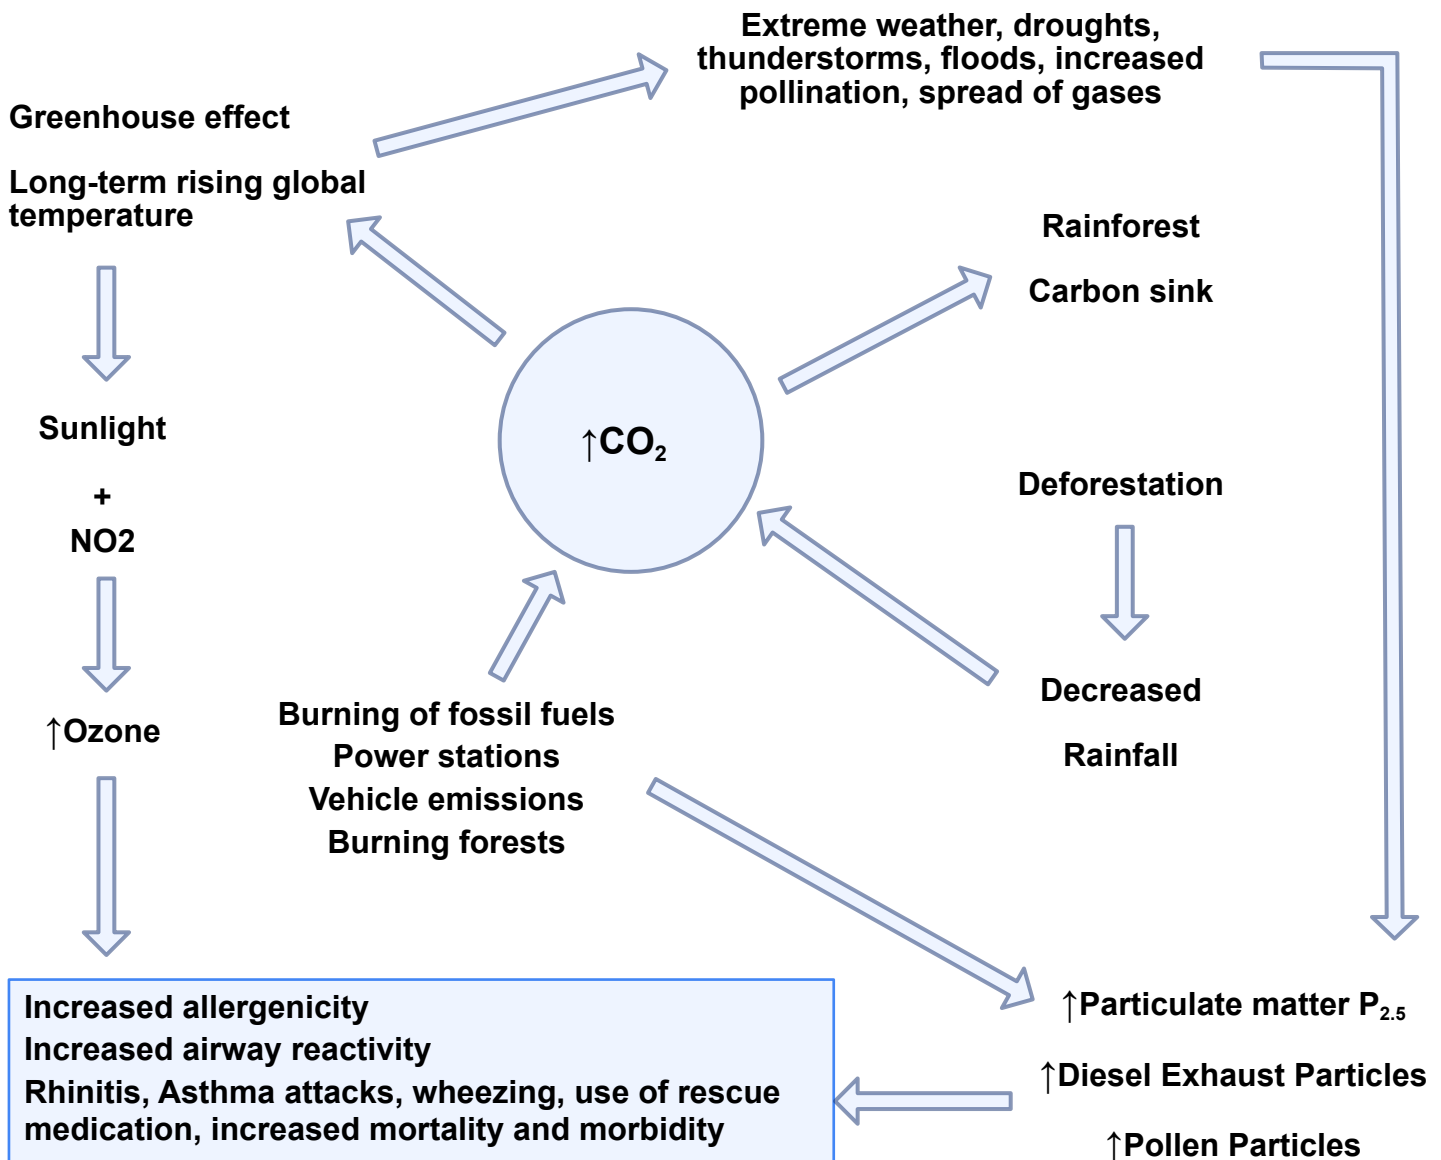 Extreme weather, droughts,
thunderstorms, floods, increased
pollination, spread of gases
Greenhouse effect
Long-term rising global
temperature
Rainforest
Carbon sink
Sunlight
+
NO2
↑CO₂
Deforestation
Decreased
Rainfall
↑Ozone
Burning of fossil fuels
Power stations
Vehicle emissions
Burning forests
Increased allergenicity
Increased airway reactivity
Rhinitis, Asthma attacks, wheezing, use of rescue
medication, increased mortality and morbidity
↑Particulate matter P₂.₅
↑Diesel Exhaust Particles
↑Pollen Particles